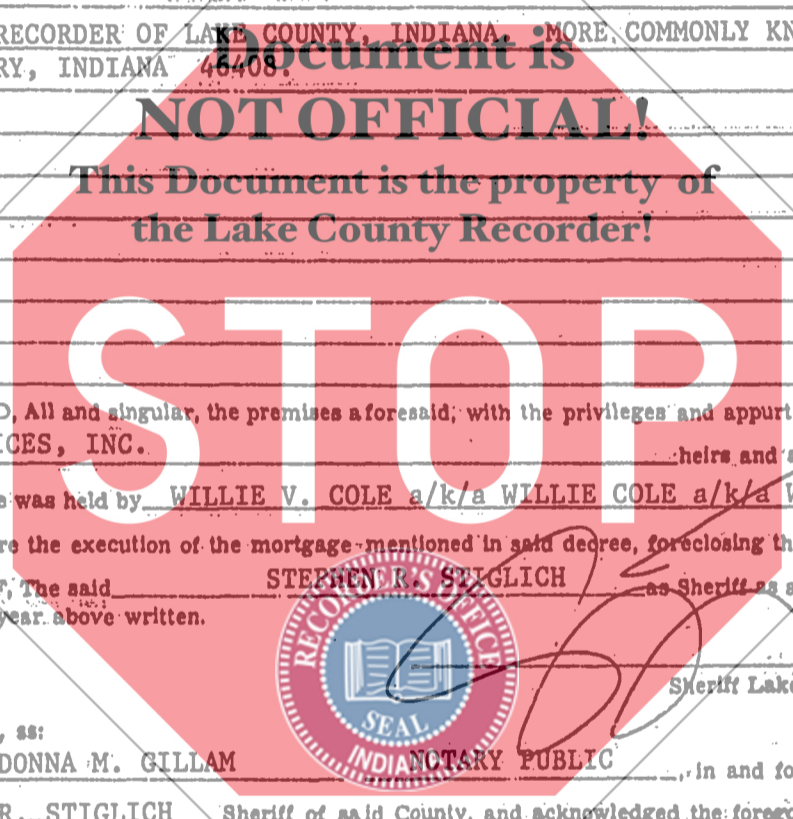 RECORDER OF LAKE COUNTY, INDIANA. MORE COMMONLY KN
RY, INDIANA 46408.
Document is
NOT OFFICIAL!
This Document is the property of
the Lake County Recorder!
STOP
D, All and singular, the premises aforesaid, with the privileges and appurt
ICES, INC. heirs and a
e was held by WILLIE V. COLE a/k/a WILLIE COLE a/k/a W
re the execution of the mortgage mentioned in said decree, foreclosing th
F, The said STEPHEN R. STIGLICH as Sheriff as a
year above written.
RECORDER'S OFFICE
SEAL
INDIANA
Sheriff Lake
, ss:
DONNA M. GILLAM NOTARY PUBLIC , in and fo
R. STIGLICH Sheriff of said County, and acknowledged the forego